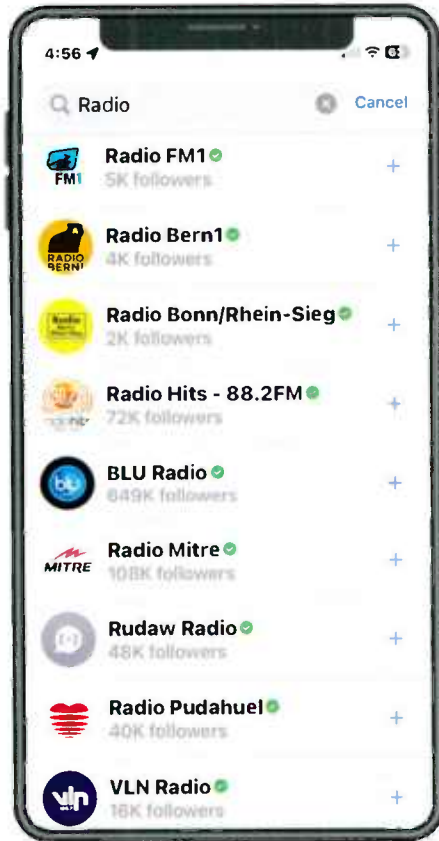 4:56
Radio
Cancel
FM1
Radio FM1
5K followers
RADIO
BERN1
Radio Bern1
4K followers
Radio Bonn/Rhein-Sieg
2K followers
Radio Hits - 88.2FM
72K followers
blu
BLU Radio
649K followers
MITRE
Radio Mitre
108K followers
Rudaw Radio
48K followers
Radio Pudahuel
40K followers
vln
VLN Radio
16K followers